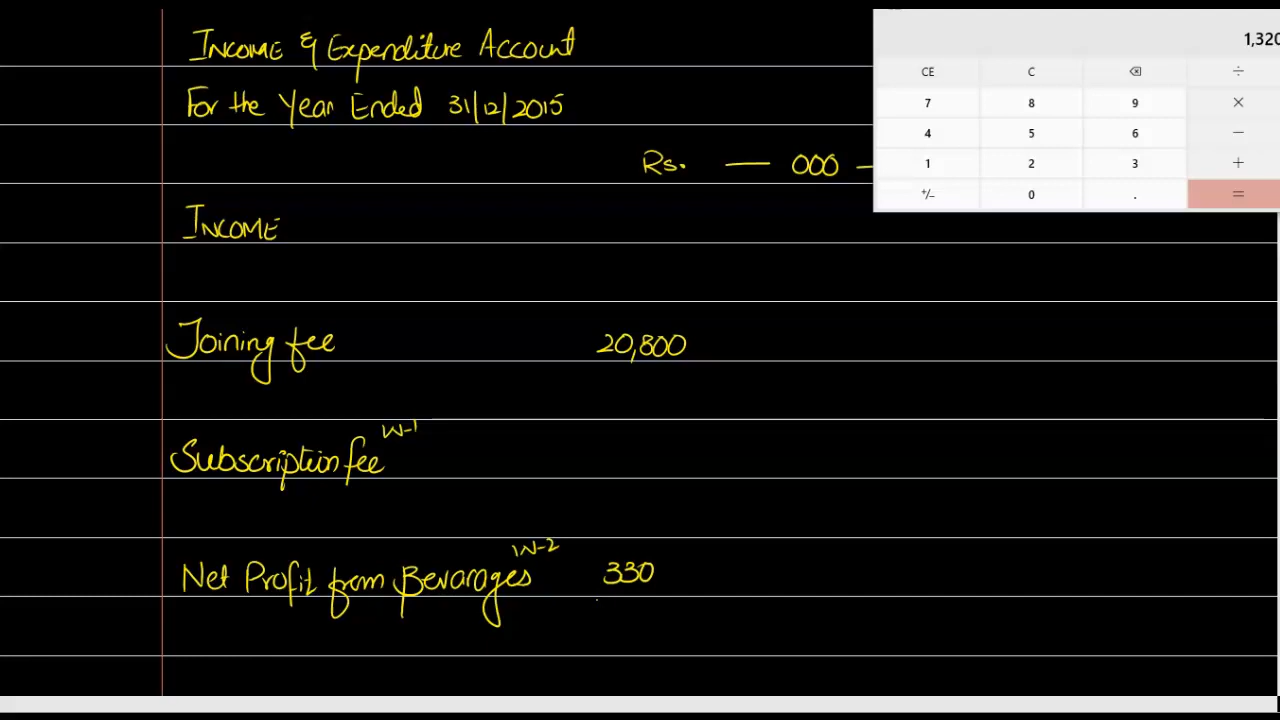 Income & Expenditure Account
For the Year Ended 31/12/2015
Rs. — 000 —
Income
Joining fee 20,800
Subscription fee W-1
Net Profit from Bevarages W-2 330
1,320
CE C ⌫ ÷
7 8 9 ×
4 5 6 −
1 2 3 +
+/− 0 . =